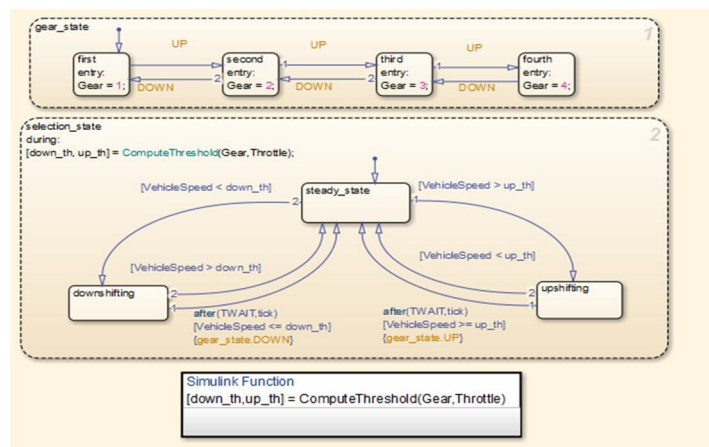 gear_state
1
UP
UP
UP
first
entry:
Gear = 1;
second
entry:
Gear = 2;
third
entry:
Gear = 3;
fourth
entry:
Gear = 4;
1
1
2
2
DOWN
DOWN
DOWN
selection_state
2
during:
[down_th, up_th] = ComputeThreshold(Gear,Throttle);
[VehicleSpeed < down_th]
[VehicleSpeed > up_th]
steady_state
2
1
[VehicleSpeed > down_th]
[VehicleSpeed < up_th]
downshifting
2
1
upshifting
2
1
after(TWAIT,tick)
[VehicleSpeed <= down_th]
{gear_state.DOWN}
after(TWAIT,tick)
[VehicleSpeed >= up_th]
{gear_state.UP}
Simulink Function
[down_th,up_th] = ComputeThreshold(Gear,Throttle)